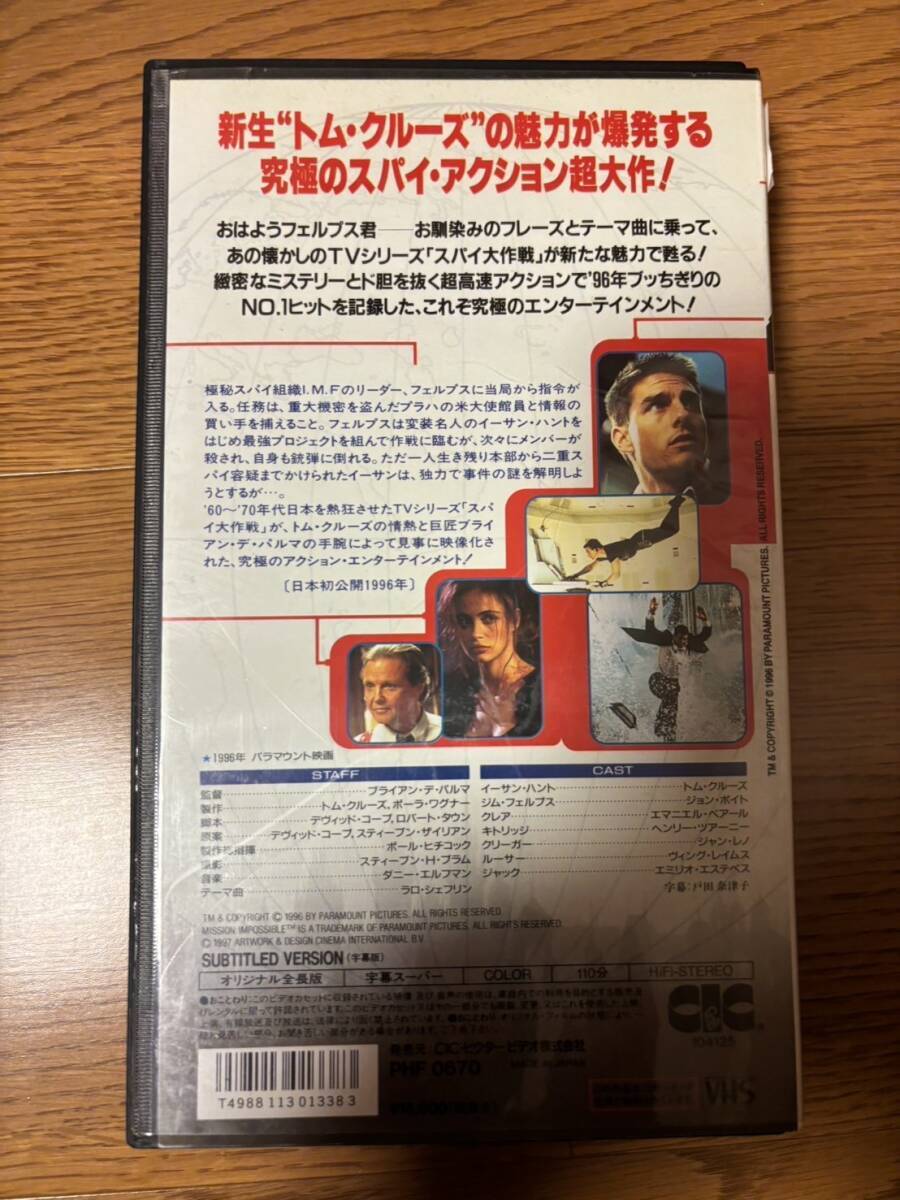 新生“トム・クルーズ”の魅力が爆発する
究極のスパイ・アクション超大作!
おはようフェルプス君——お馴染みのフレーズとテーマ曲に乗って、
あの懐かしのTVシリーズ「スパイ大作戦」が新たな魅力で甦る!
緻密なミステリーとド胆を抜く超高速アクションで'96年ブッちぎりの
NO.1ヒットを記録した、これぞ究極のエンターテインメント!
極秘スパイ組織I.M.Fのリーダー、フェルプスに当局から指令が
入る。任務は、重大機密を盗んだプラハの米大使館員と情報の
買い手を捕えること。フェルプスは変装名人のイーサン・ハントを
はじめ最強プロジェクトを組んで作戦に臨むが、次々にメンバーが
殺され、自身も銃弾に倒れる。ただ一人生き残り本部から二重ス
パイ容疑までかけられたイーサンは、独力で事件の謎を解明しよ
うとするが…。
'60〜'70年代日本を熱狂させたTVシリーズ「スパ
イ大作戦」が、トム・クルーズの情熱と巨匠ブライ
アン・デ・パルマの手腕によって見事に映像化さ
れた、究極のアクション・エンターテインメント!
〔日本初公開1996年〕
TM & COPYRIGHT © 1996 BY PARAMOUNT PICTURES. ALL RIGHTS RESERVED.
★1996年 パラマウント映画
STAFF
監督 ブライアン・デ・パルマ
製作 トム・クルーズ、ポーラ・ワグナー
脚本 デヴィッド・コープ、ロバート・タウン
原案 デヴィッド・コープ、スティーブン・ザイリアン
製作総指揮 ポール・ヒチコック
撮影 スティーブン・H・ブラム
音楽 ダニー・エルフマン
テーマ曲 ラロ・シェフリン
CAST
イーサン・ハント トム・クルーズ
ジム・フェルプス ジョン・ボイト
クレア エマニエル・ベアール
キトリッジ ヘンリー・ツアーニー
クリーガー ジャン・レノ
ルーサー ヴィング・レイムス
ジャック エミリオ・エステベス
字幕:戸田奈津子
TM & COPYRIGHT © 1996 BY PARAMOUNT PICTURES. ALL RIGHTS RESERVED.
MISSION: IMPOSSIBLE™ IS A TRADEMARK OF PARAMOUNT PICTURES. ALL RIGHTS RESERVED.
© 1997 ARTWORK & DESIGN CINEMA INTERNATIONAL B.V.
SUBTITLED VERSION (字幕版)
オリジナル全長版 字幕スーパー COLOR 110分 HiFi-STEREO
CIC
104125
発売元:CIC・ビクター ビデオ株式会社
PHF 0670 MADE IN JAPAN
T4988113013383
VHS